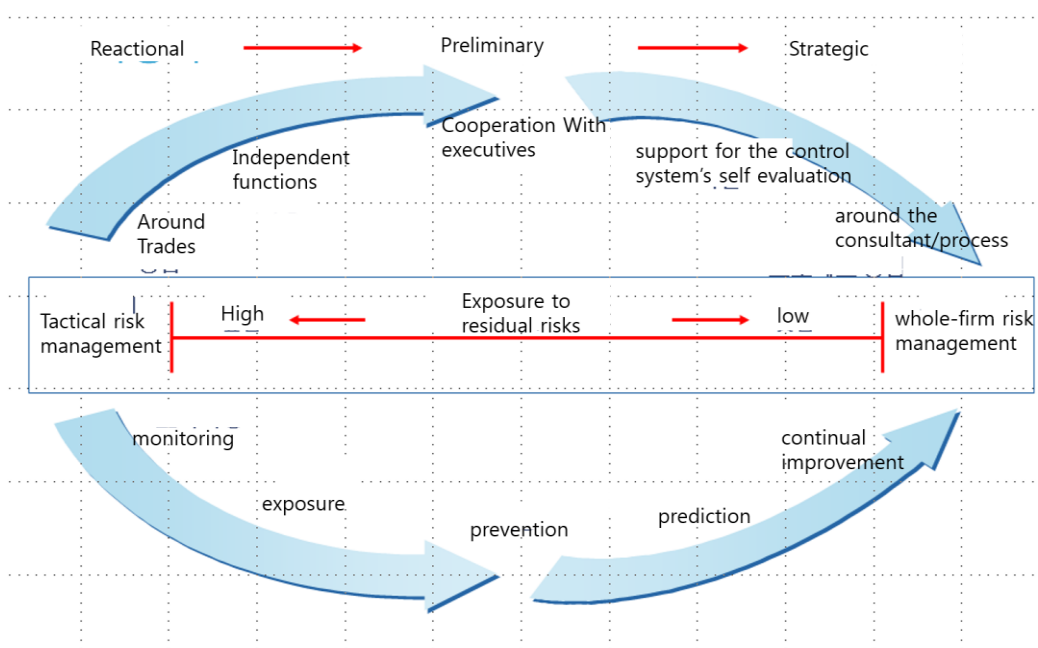 Reactional
Preliminary
Strategic
Cooperation With
executives
Independent
functions
support for the control
system's self evaluation
Around
Trades
around the
consultant/process
Tactical risk
management
High
Exposure to
residual risks
low
whole-firm risk
management
monitoring
continual
improvement
exposure
prevention
prediction